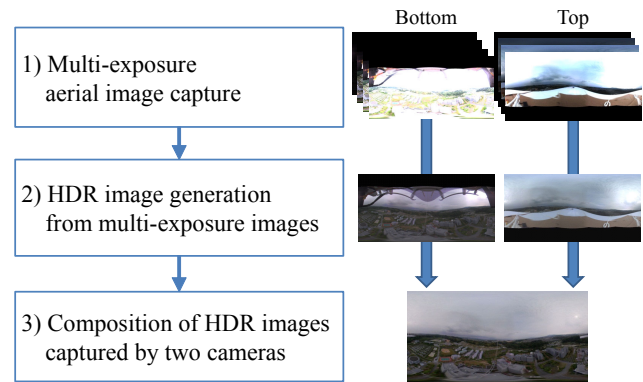 Bottom
Top
1) Multi-exposure
aerial image capture
2) HDR image generation
from multi-exposure images
3) Composition of HDR images
captured by two cameras